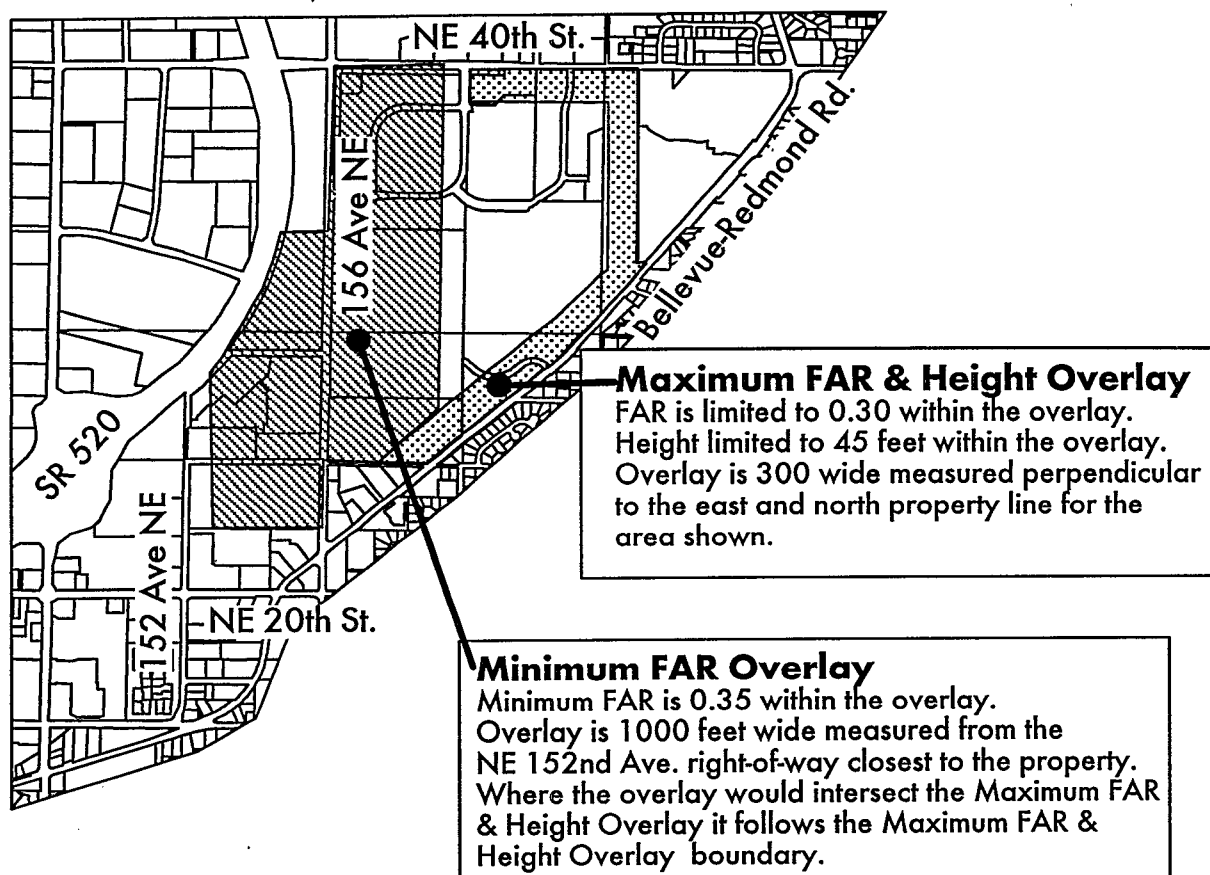 NE 40th St.
156 Ave NE
Bellevue-Redmond Rd.
SR 520
152 Ave NE
NE 20th St.
Maximum FAR & Height Overlay
FAR is limited to 0.30 within the overlay.
Height limited to 45 feet within the overlay.
Overlay is 300 wide measured perpendicular
to the east and north property line for the
area shown.
Minimum FAR Overlay
Minimum FAR is 0.35 within the overlay.
Overlay is 1000 feet wide measured from the
NE 152nd Ave. right-of-way closest to the property.
Where the overlay would intersect the Maximum FAR
& Height Overlay it follows the Maximum FAR &
Height Overlay boundary.